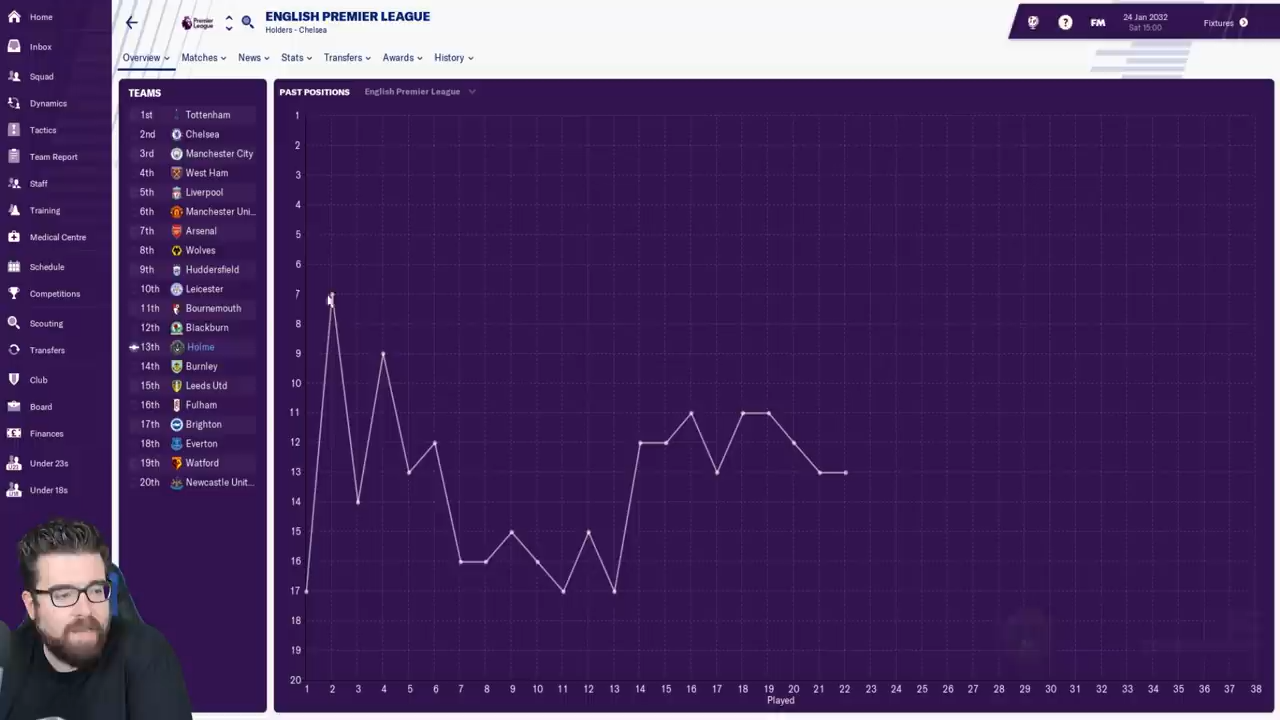 Home
Inbox
Squad
Dynamics
Tactics
Team Report
Staff
Training
Medical Centre
Schedule
Competitions
Scouting
Transfers
Club
Board
Finances
Under 23s
Under 18s
Premier League
ENGLISH PREMIER LEAGUE
Holders - Chelsea
? FM 24 Jan 2032
Sat 15:00
Fixtures
Overview Matches News Stats Transfers Awards History
TEAMS
1st Tottenham
2nd Chelsea
3rd Manchester City
4th West Ham
5th Liverpool
6th Manchester Uni...
7th Arsenal
8th Wolves
9th Huddersfield
10th Leicester
11th Bournemouth
12th Blackburn
13th Holme
14th Burnley
15th Leeds Utd
16th Fulham
17th Brighton
18th Everton
19th Watford
20th Newcastle Unit...
PAST POSITIONS English Premier League
1
2
3
4
5
6
7
8
9
10
11
12
13
14
15
16
17
18
19
20
1 2 3 4 5 6 7 8 9 10 11 12 13 14 15 16 17 18 19 20 21 22 23 24 25 26 27 28 29 30 31 32 33 34 35 36 37 38
Played